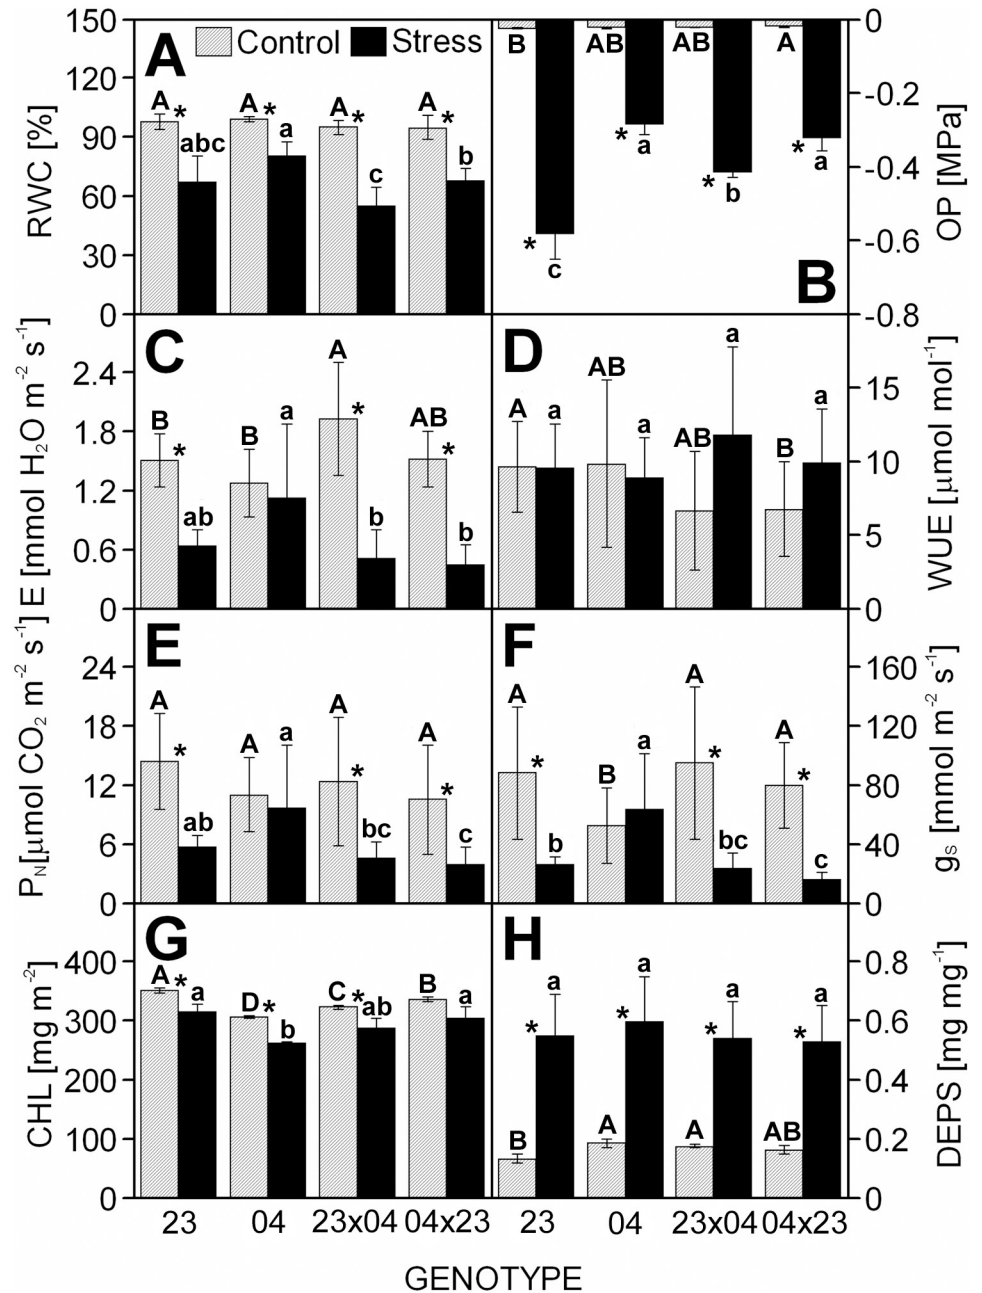 150
120
90
60
30
0
RWC [%]
A
Control Stress
A * A * A * A *
abc a c b
0
-0.2
-0.4
-0.6
-0.8
OP [MPa]
B AB AB A
* c * a * b * a
B
2.4
1.8
1.2
0.6
0
E [mmol H₂O m⁻² s⁻¹]
C
B * B A * AB *
ab a b b
15
10
5
0
WUE [µmol mol⁻¹]
D
A AB AB B
a a a a
24
18
12
6
0
P_N[µmol CO₂ m⁻² s⁻¹]
E
A * A A * A *
ab a bc c
160
120
80
40
0
g_S [mmol m⁻² s⁻¹]
F
A * B A * A *
b a bc c
400
300
200
100
0
CHL [mg m⁻²]
G
A * D * C * B
a b ab a
0.8
0.6
0.4
0.2
0
DEPS [mg mg⁻¹]
H
B A A AB
* a * a * a * a
23 04 23x04 04x23 23 04 23x04 04x23
GENOTYPE